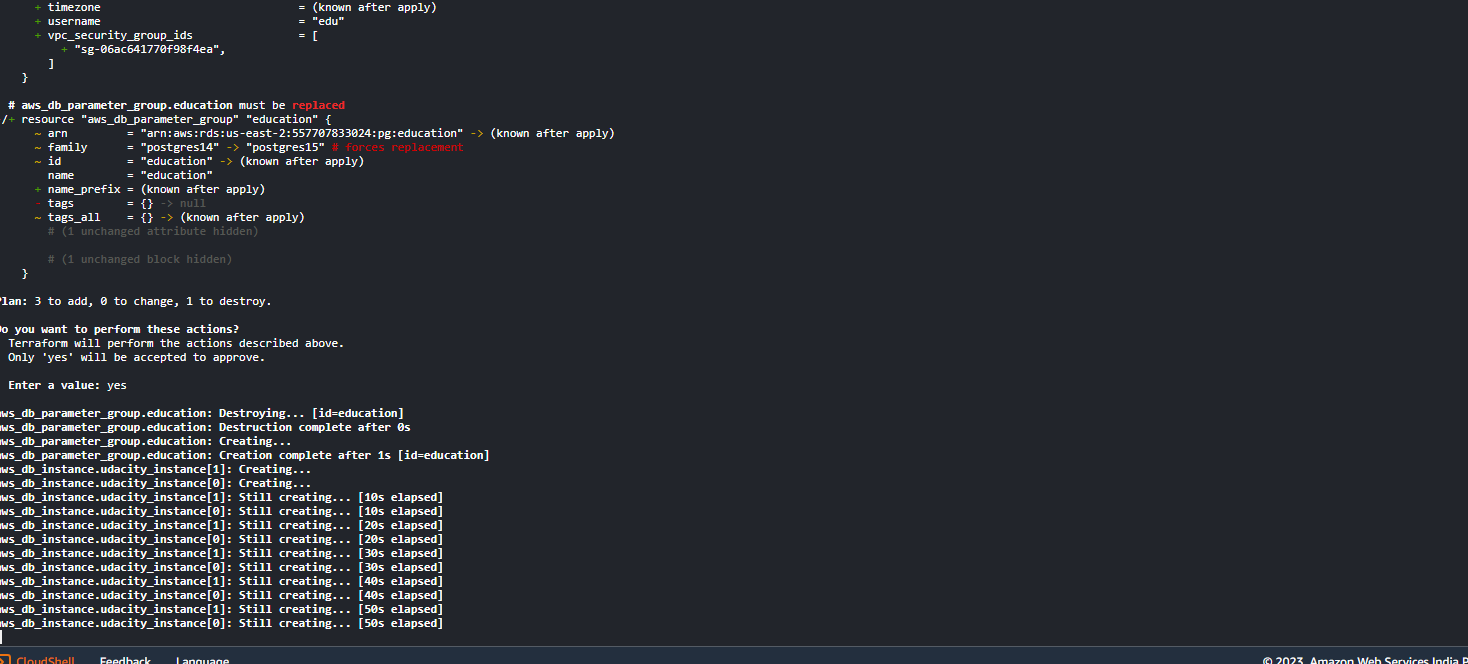 + timezone = (known after apply)
+ username = "edu"
+ vpc_security_group_ids = [
+ "sg-06ac641770f98f4ea",
]
}
# aws_db_parameter_group.education must be replaced
/+ resource "aws_db_parameter_group" "education" {
~ arn = "arn:aws:rds:us-east-2:557707833024:pg:education" -> (known after apply)
~ family = "postgres14" -> "postgres15" # forces replacement
~ id = "education" -> (known after apply)
name = "education"
+ name_prefix = (known after apply)
- tags = {} -> null
~ tags_all = {} -> (known after apply)
# (1 unchanged attribute hidden)
# (1 unchanged block hidden)
}
Plan: 3 to add, 0 to change, 1 to destroy.
Do you want to perform these actions?
Terraform will perform the actions described above.
Only 'yes' will be accepted to approve.
Enter a value: yes
aws_db_parameter_group.education: Destroying... [id=education]
aws_db_parameter_group.education: Destruction complete after 0s
aws_db_parameter_group.education: Creating...
aws_db_parameter_group.education: Creation complete after 1s [id=education]
aws_db_instance.udacity_instance[1]: Creating...
aws_db_instance.udacity_instance[0]: Creating...
aws_db_instance.udacity_instance[1]: Still creating... [10s elapsed]
aws_db_instance.udacity_instance[0]: Still creating... [10s elapsed]
aws_db_instance.udacity_instance[1]: Still creating... [20s elapsed]
aws_db_instance.udacity_instance[0]: Still creating... [20s elapsed]
aws_db_instance.udacity_instance[1]: Still creating... [30s elapsed]
aws_db_instance.udacity_instance[0]: Still creating... [30s elapsed]
aws_db_instance.udacity_instance[1]: Still creating... [40s elapsed]
aws_db_instance.udacity_instance[0]: Still creating... [40s elapsed]
aws_db_instance.udacity_instance[1]: Still creating... [50s elapsed]
aws_db_instance.udacity_instance[0]: Still creating... [50s elapsed]
CloudShell Feedback Language © 2023, Amazon Web Services India P